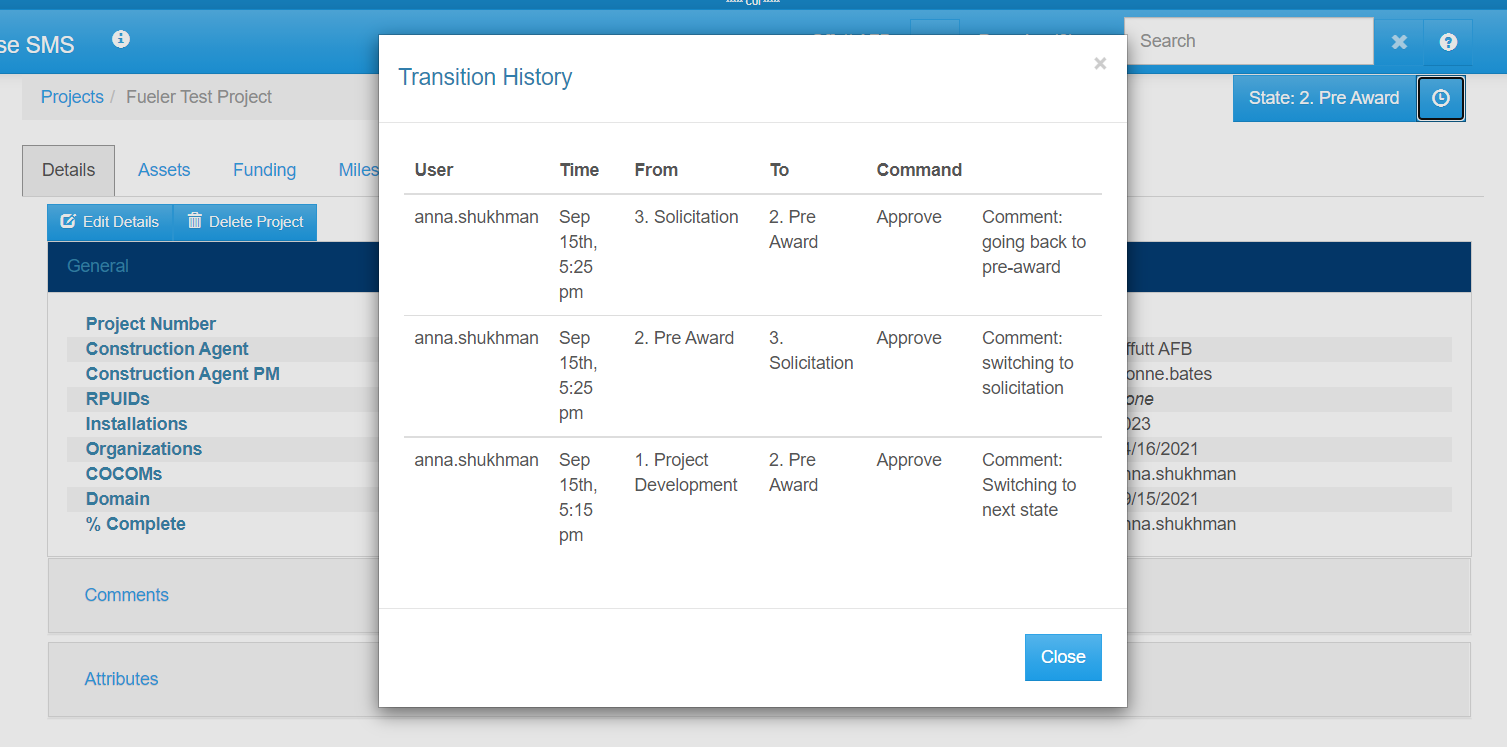 ***** CUI *****
se SMS
Search
Projects / Fueler Test Project
State: 2. Pre Award
Details Assets Funding Miles
Edit Details Delete Project
General
Project Number
Construction Agent
Construction Agent PM
RPUIDs
Installations
Organizations
COCOMs
Domain
% Complete
ffutt AFB
onne.bates
one
023
4/16/2021
nna.shukhman
9/15/2021
nna.shukhman
Comments
Attributes
Transition History
×
User Time From To Command
anna.shukhman Sep 3. Solicitation 2. Pre Approve Comment:
15th, Award going back to
5:25 pre-award
pm
anna.shukhman Sep 2. Pre Award 3. Approve Comment:
15th, Solicitation switching to
5:25 solicitation
pm
anna.shukhman Sep 1. Project 2. Pre Approve Comment:
15th, Development Award Switching to
5:15 next state
pm
Close